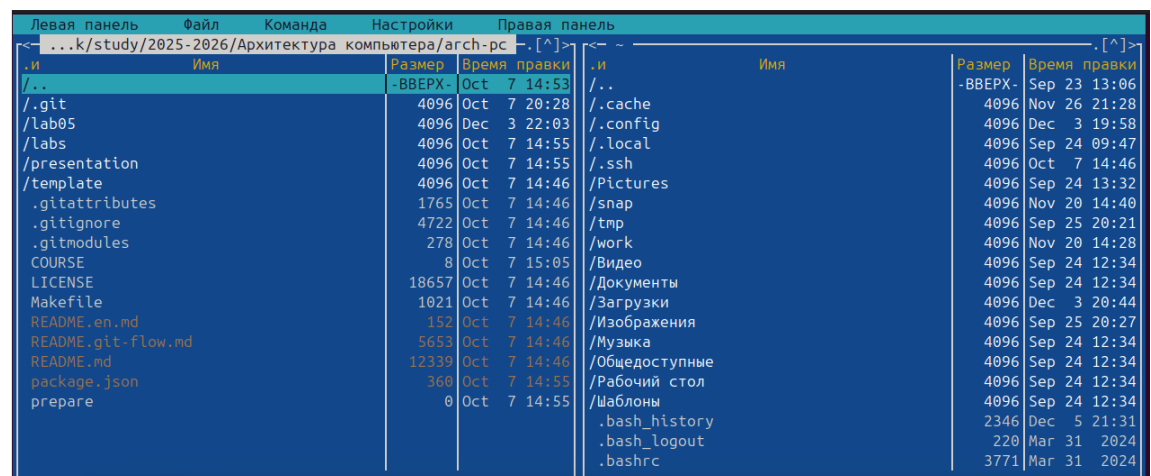 Левая панель Файл Команда Настройки Правая панель
<─ ...k/study/2025-2026/Архитектура компьютера/arch-pc ─.[^]> <─ ~ ─.[^]>
.и Имя Размер Время правки .и Имя Размер Время правки
/.. -ВВЕРХ- Oct 7 14:53 /.. -ВВЕРХ- Sep 23 13:06
/.git 4096 Oct 7 20:28 /.cache 4096 Nov 26 21:28
/lab05 4096 Dec 3 22:03 /.config 4096 Dec 3 19:58
/labs 4096 Oct 7 14:55 /.local 4096 Sep 24 09:47
/presentation 4096 Oct 7 14:55 /.ssh 4096 Oct 7 14:46
/template 4096 Oct 7 14:46 /Pictures 4096 Sep 24 13:32
.gitattributes 1765 Oct 7 14:46 /snap 4096 Nov 20 14:40
.gitignore 4722 Oct 7 14:46 /tmp 4096 Sep 25 20:21
.gitmodules 278 Oct 7 14:46 /work 4096 Nov 20 14:28
COURSE 8 Oct 7 15:05 /Видео 4096 Sep 24 12:34
LICENSE 18657 Oct 7 14:46 /Документы 4096 Sep 24 12:34
Makefile 1021 Oct 7 14:46 /Загрузки 4096 Dec 3 20:44
README.en.md 152 Oct 7 14:46 /Изображения 4096 Sep 25 20:27
README.git-flow.md 5653 Oct 7 14:46 /Музыка 4096 Sep 24 12:34
README.md 12339 Oct 7 14:46 /Общедоступные 4096 Sep 24 12:34
package.json 360 Oct 7 14:55 /Рабочий стол 4096 Sep 24 12:34
prepare 0 Oct 7 14:55 /Шаблоны 4096 Sep 24 12:34
.bash_history 2346 Dec 5 21:31
.bash_logout 220 Mar 31 2024
.bashrc 3771 Mar 31 2024